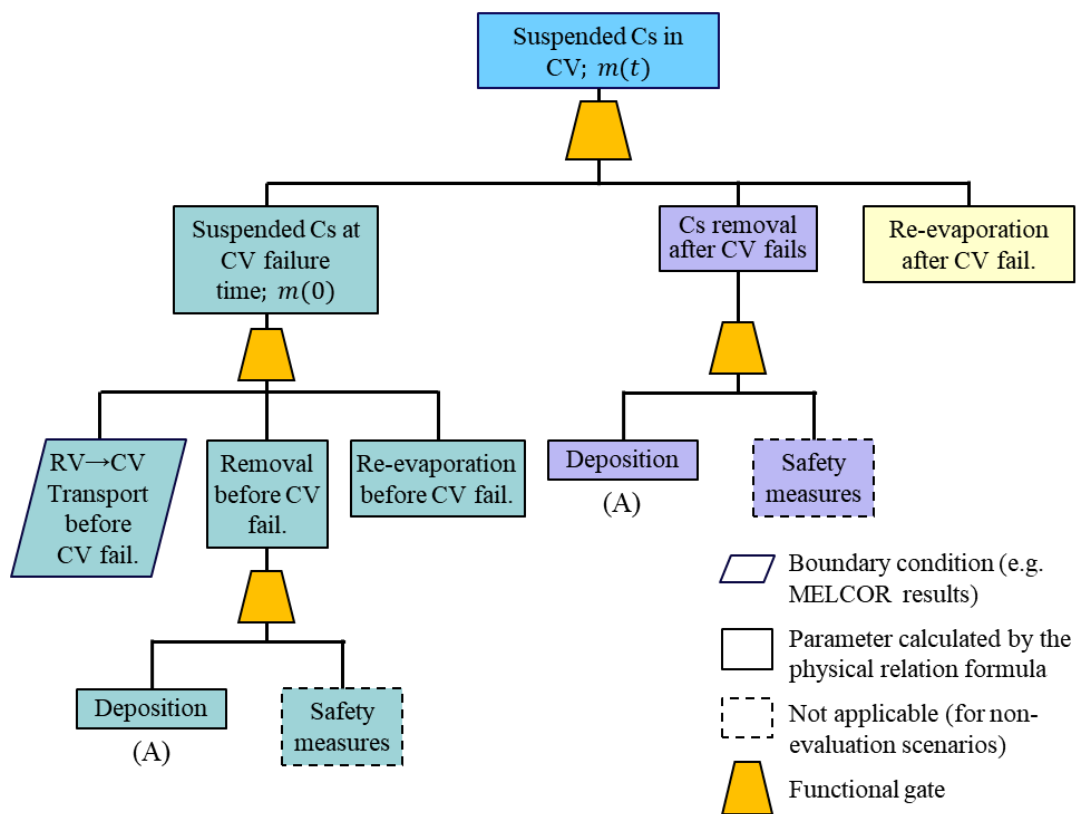 Suspended Cs in
CV; m(t)
Suspended Cs at
CV failure
time; m(0)
Cs removal
after CV fails
Re-evaporation
after CV fail.
RV→CV
Transport
before
CV fail.
Removal
before CV
fail.
Re-evaporation
before CV fail.
Deposition
(A)
Safety
measures
Deposition
(A)
Safety
measures
Boundary condition (e.g.
MELCOR results)
Parameter calculated by the
physical relation formula
Not applicable (for non-
evaluation scenarios)
Functional gate